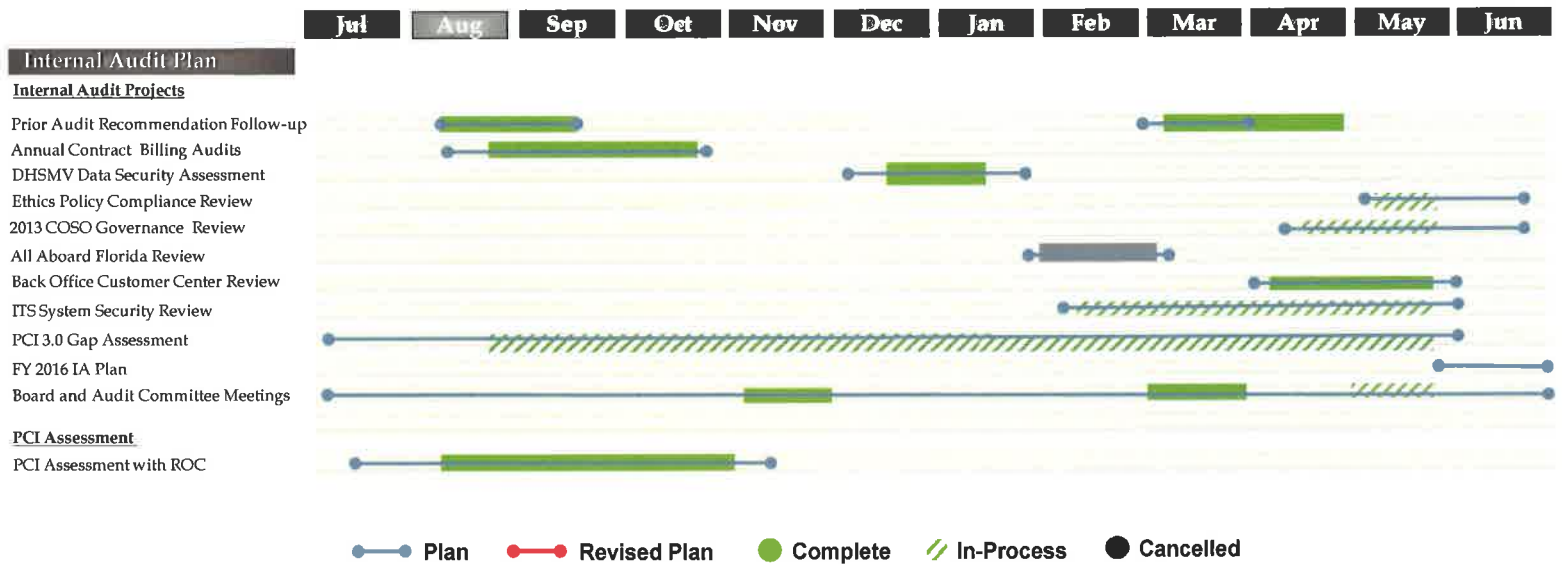 Jul Aug Sep Oct Nov Dec Jan Feb Mar Apr May Jun
Internal Audit Plan
Internal Audit Projects
Prior Audit Recommendation Follow-up
Annual Contract Billing Audits
DHSMV Data Security Assessment
Ethics Policy Compliance Review
2013 COSO Governance Review
All Aboard Florida Review
Back Office Customer Center Review
ITS System Security Review
PCI 3.0 Gap Assessment
FY 2016 IA Plan
Board and Audit Committee Meetings
PCI Assessment
PCI Assessment with ROC
Plan Revised Plan Complete In-Process Cancelled